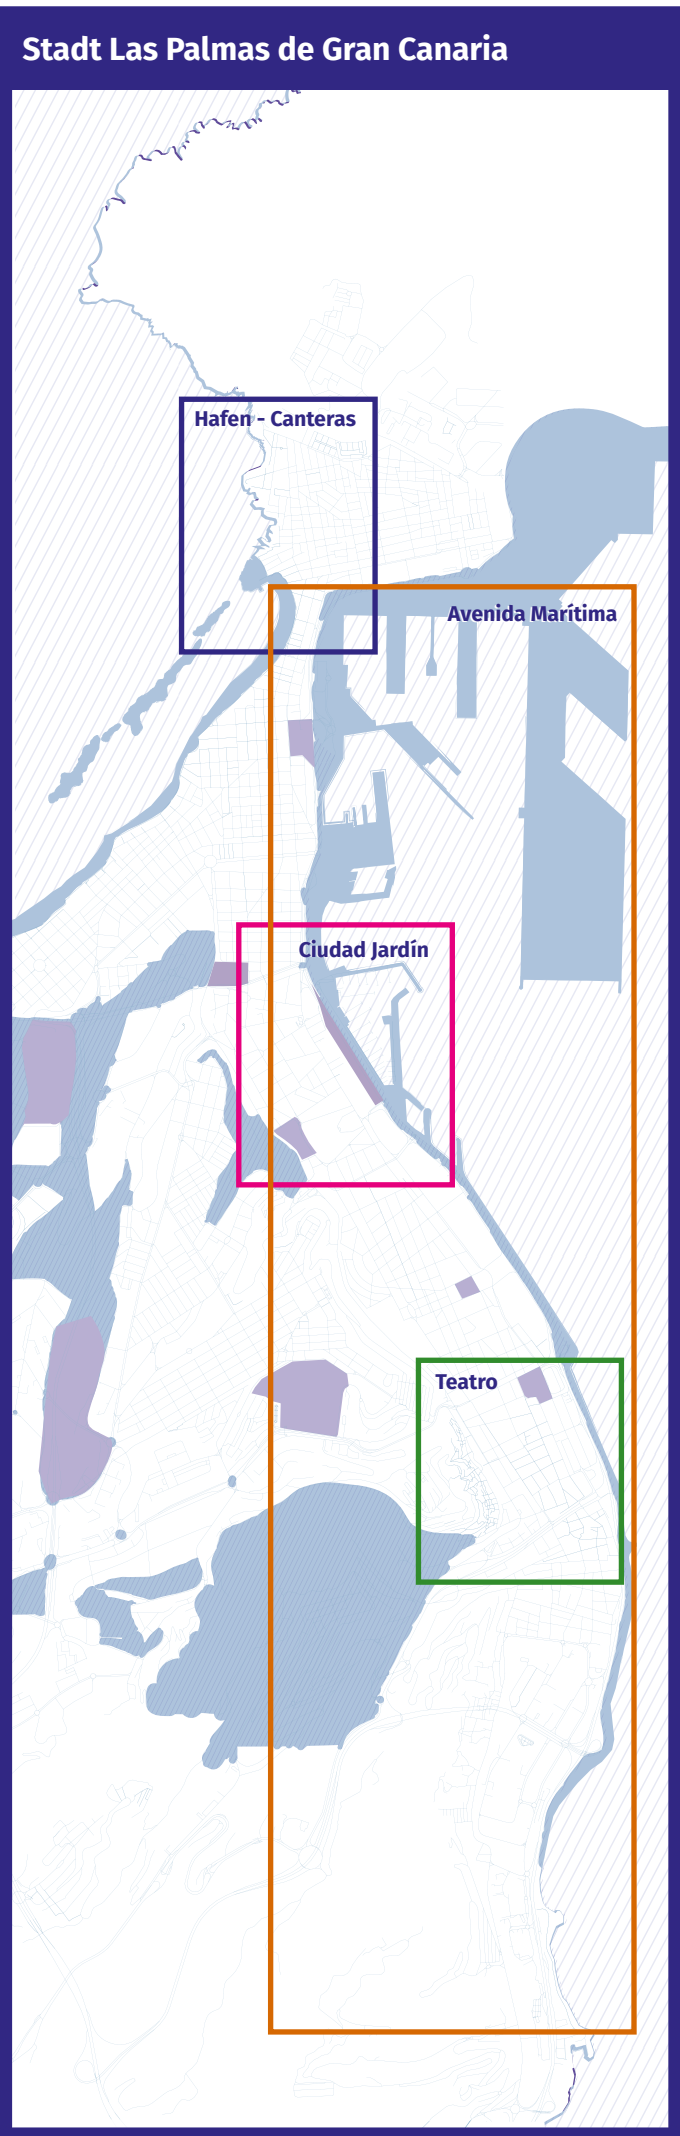 Stadt Las Palmas de Gran Canaria
Hafen - Canteras
Avenida Marítima
Ciudad Jardín
Teatro